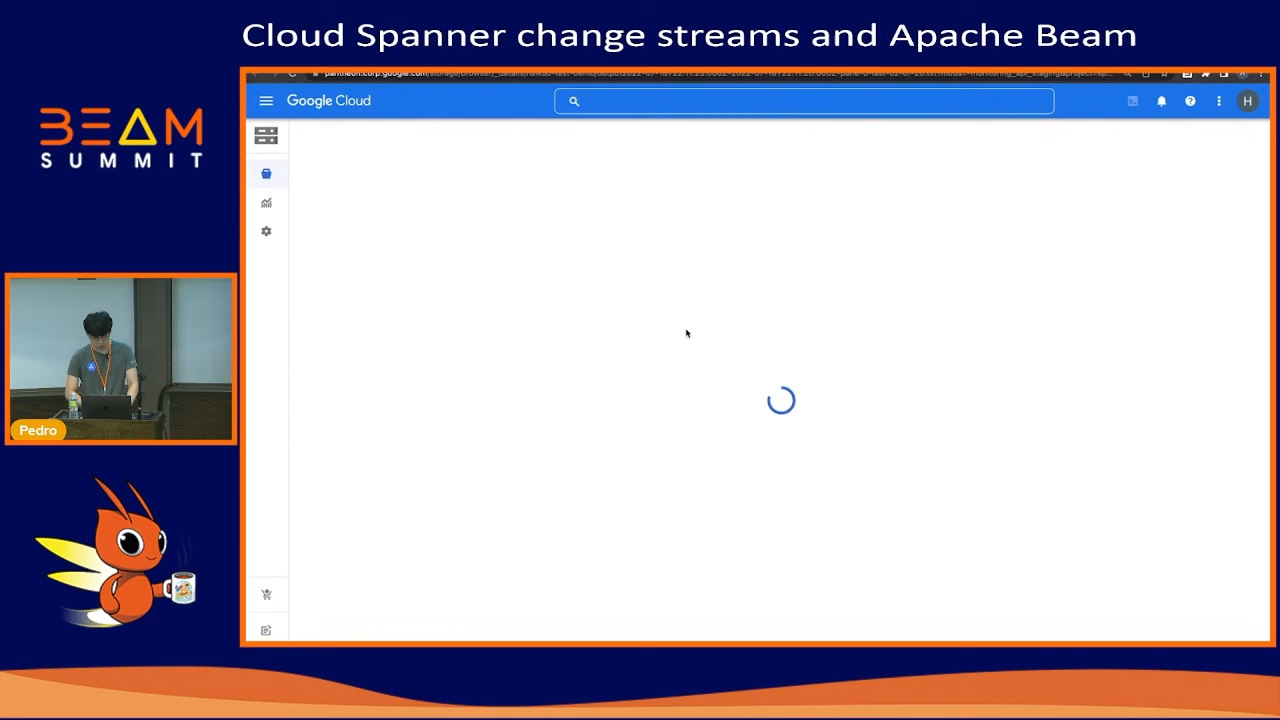 Cloud Spanner change streams and Apache Beam
BEAM
SUMMIT
Google Cloud
H
Pedro